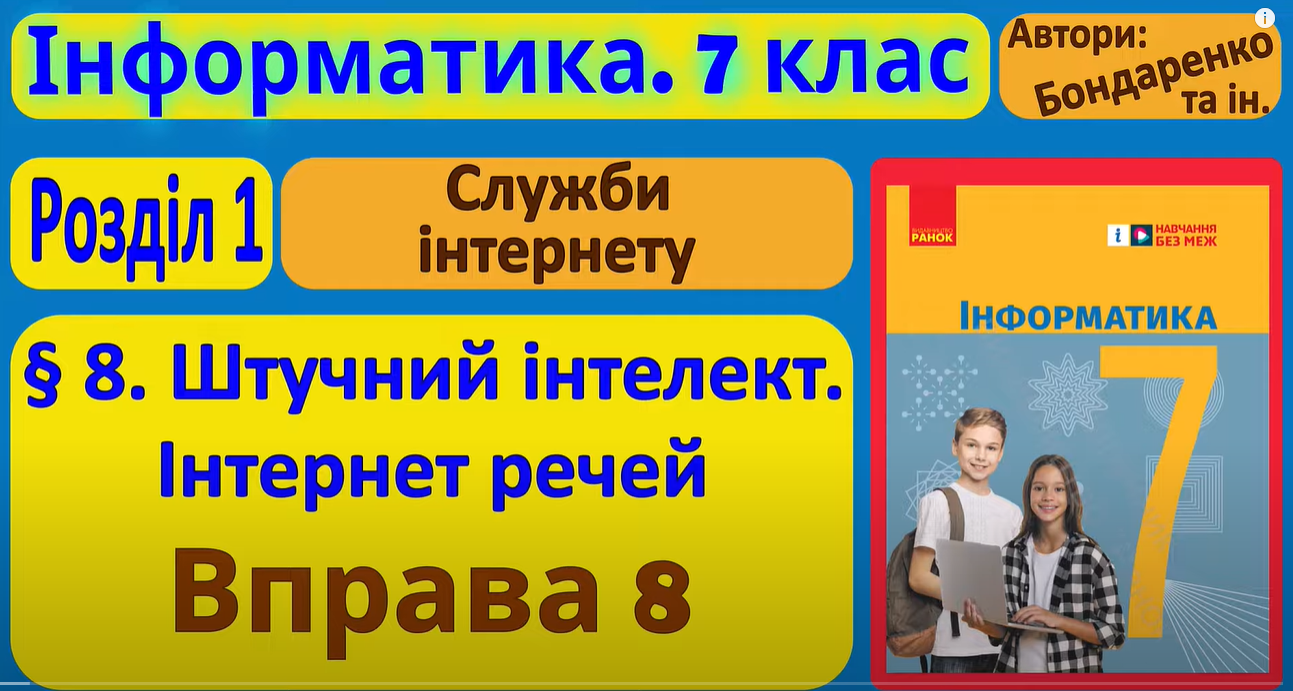 Інформатика. 7 клас
Автори:
Бондаренко
та ін.
Розділ 1
Служби
інтернету
§ 8. Штучний інтелект.
Інтернет речей
Вправа 8
ВИДАВНИЦТВО
РАНОК
i
НАВЧАННЯ
БЕЗ МЕЖ
ІНФОРМАТИКА
7